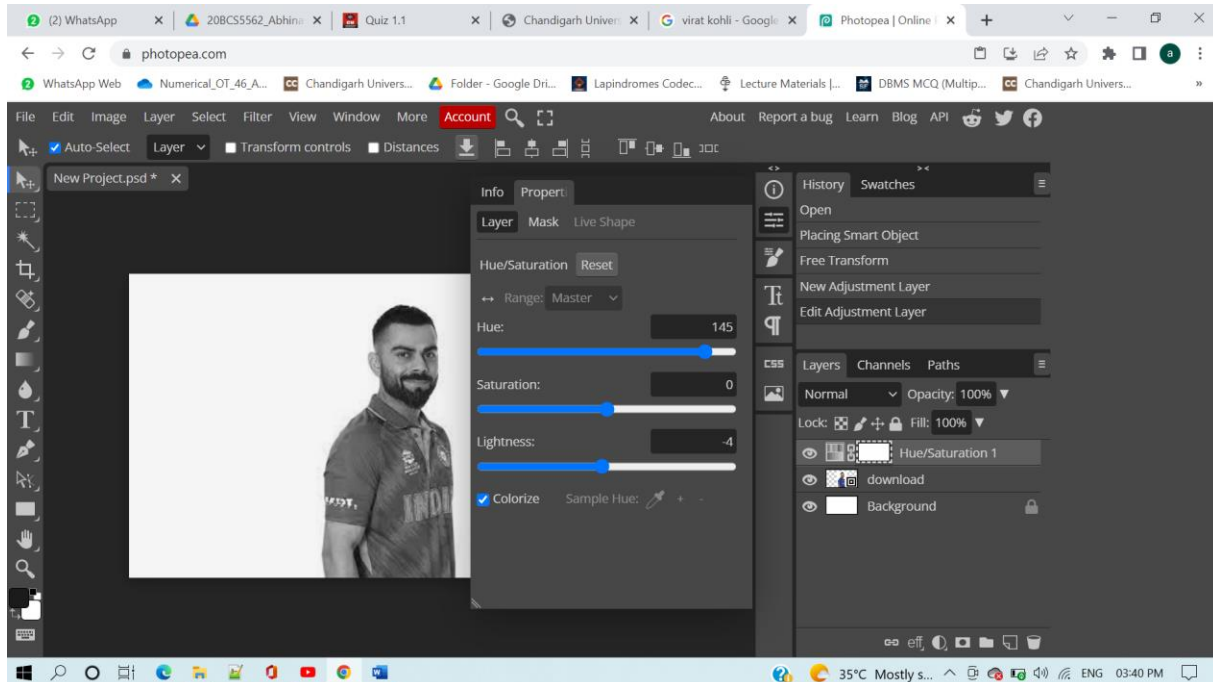 (2) WhatsApp
20BCS5562_Abhina
Quiz 1.1
Chandigarh Univers
virat kohli - Google
Photopea | Online
photopea.com
a
WhatsApp Web
Numerical_OT_46_A...
Chandigarh Univers...
Folder - Google Dri...
Lapindromes Codec...
Lecture Materials |...
DBMS MCQ (Multip...
Chandigarh Univers...
File Edit Image Layer Select Filter View Window More Account
About Report a bug Learn Blog API
Auto-Select Layer Transform controls Distances
New Project.psd *
Info Properti
Layer Mask Live Shape
Hue/Saturation Reset
Range: Master
Hue: 145
Saturation: 0
Lightness: -4
Colorize Sample Hue: + -
CSS
History Swatches
Open
Placing Smart Object
Free Transform
New Adjustment Layer
Edit Adjustment Layer
Layers Channels Paths
Normal Opacity: 100%
Lock: Fill: 100%
Hue/Saturation 1
download
Background
eff
INDI
35°C Mostly s... ENG 03:40 PM